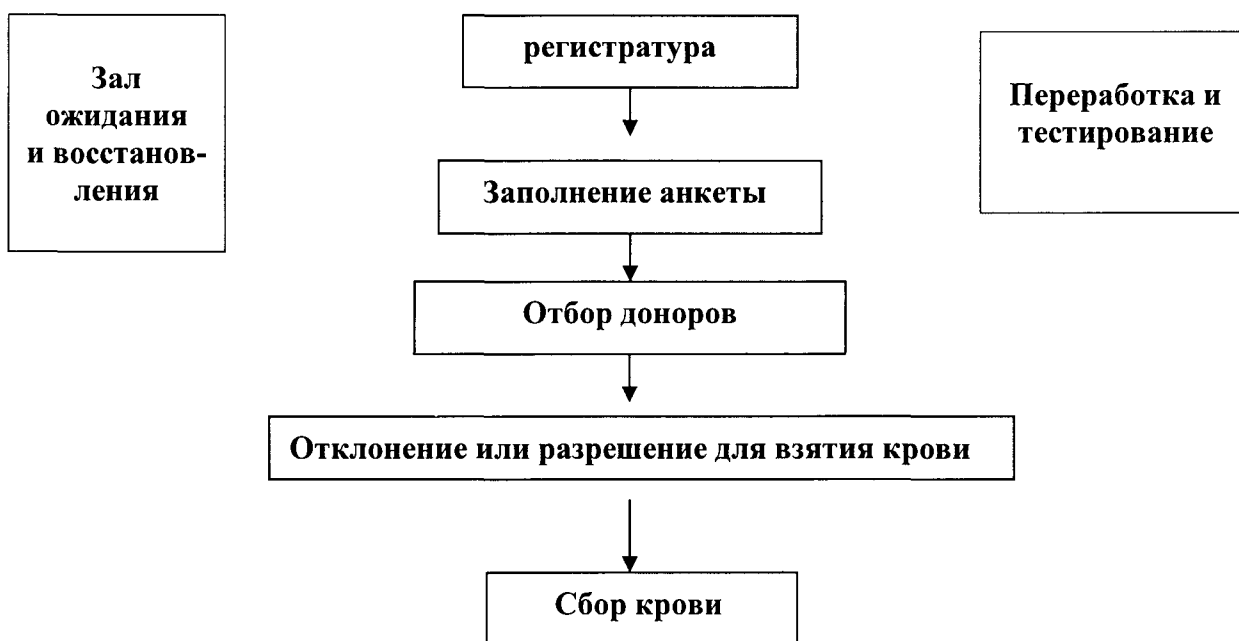 Зал
ожидания
и восстанов-
ления
регистратура
Заполнение анкеты
Отбор доноров
Отклонение или разрешение для взятия крови
Сбор крови
Переработка и
тестирование